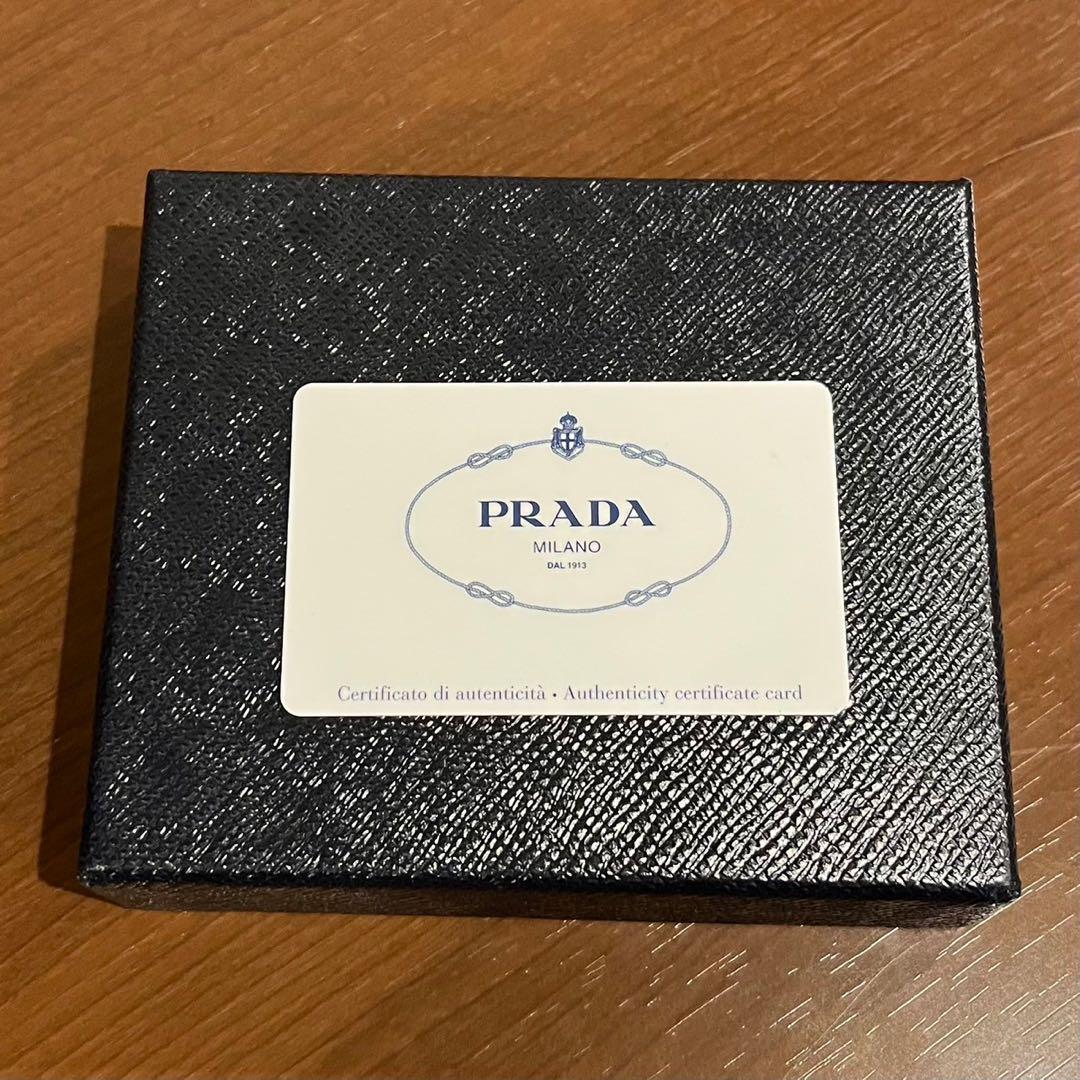 PRADA
MILANO
DAL 1913
Certificato di autenticità • Authenticity certificate card